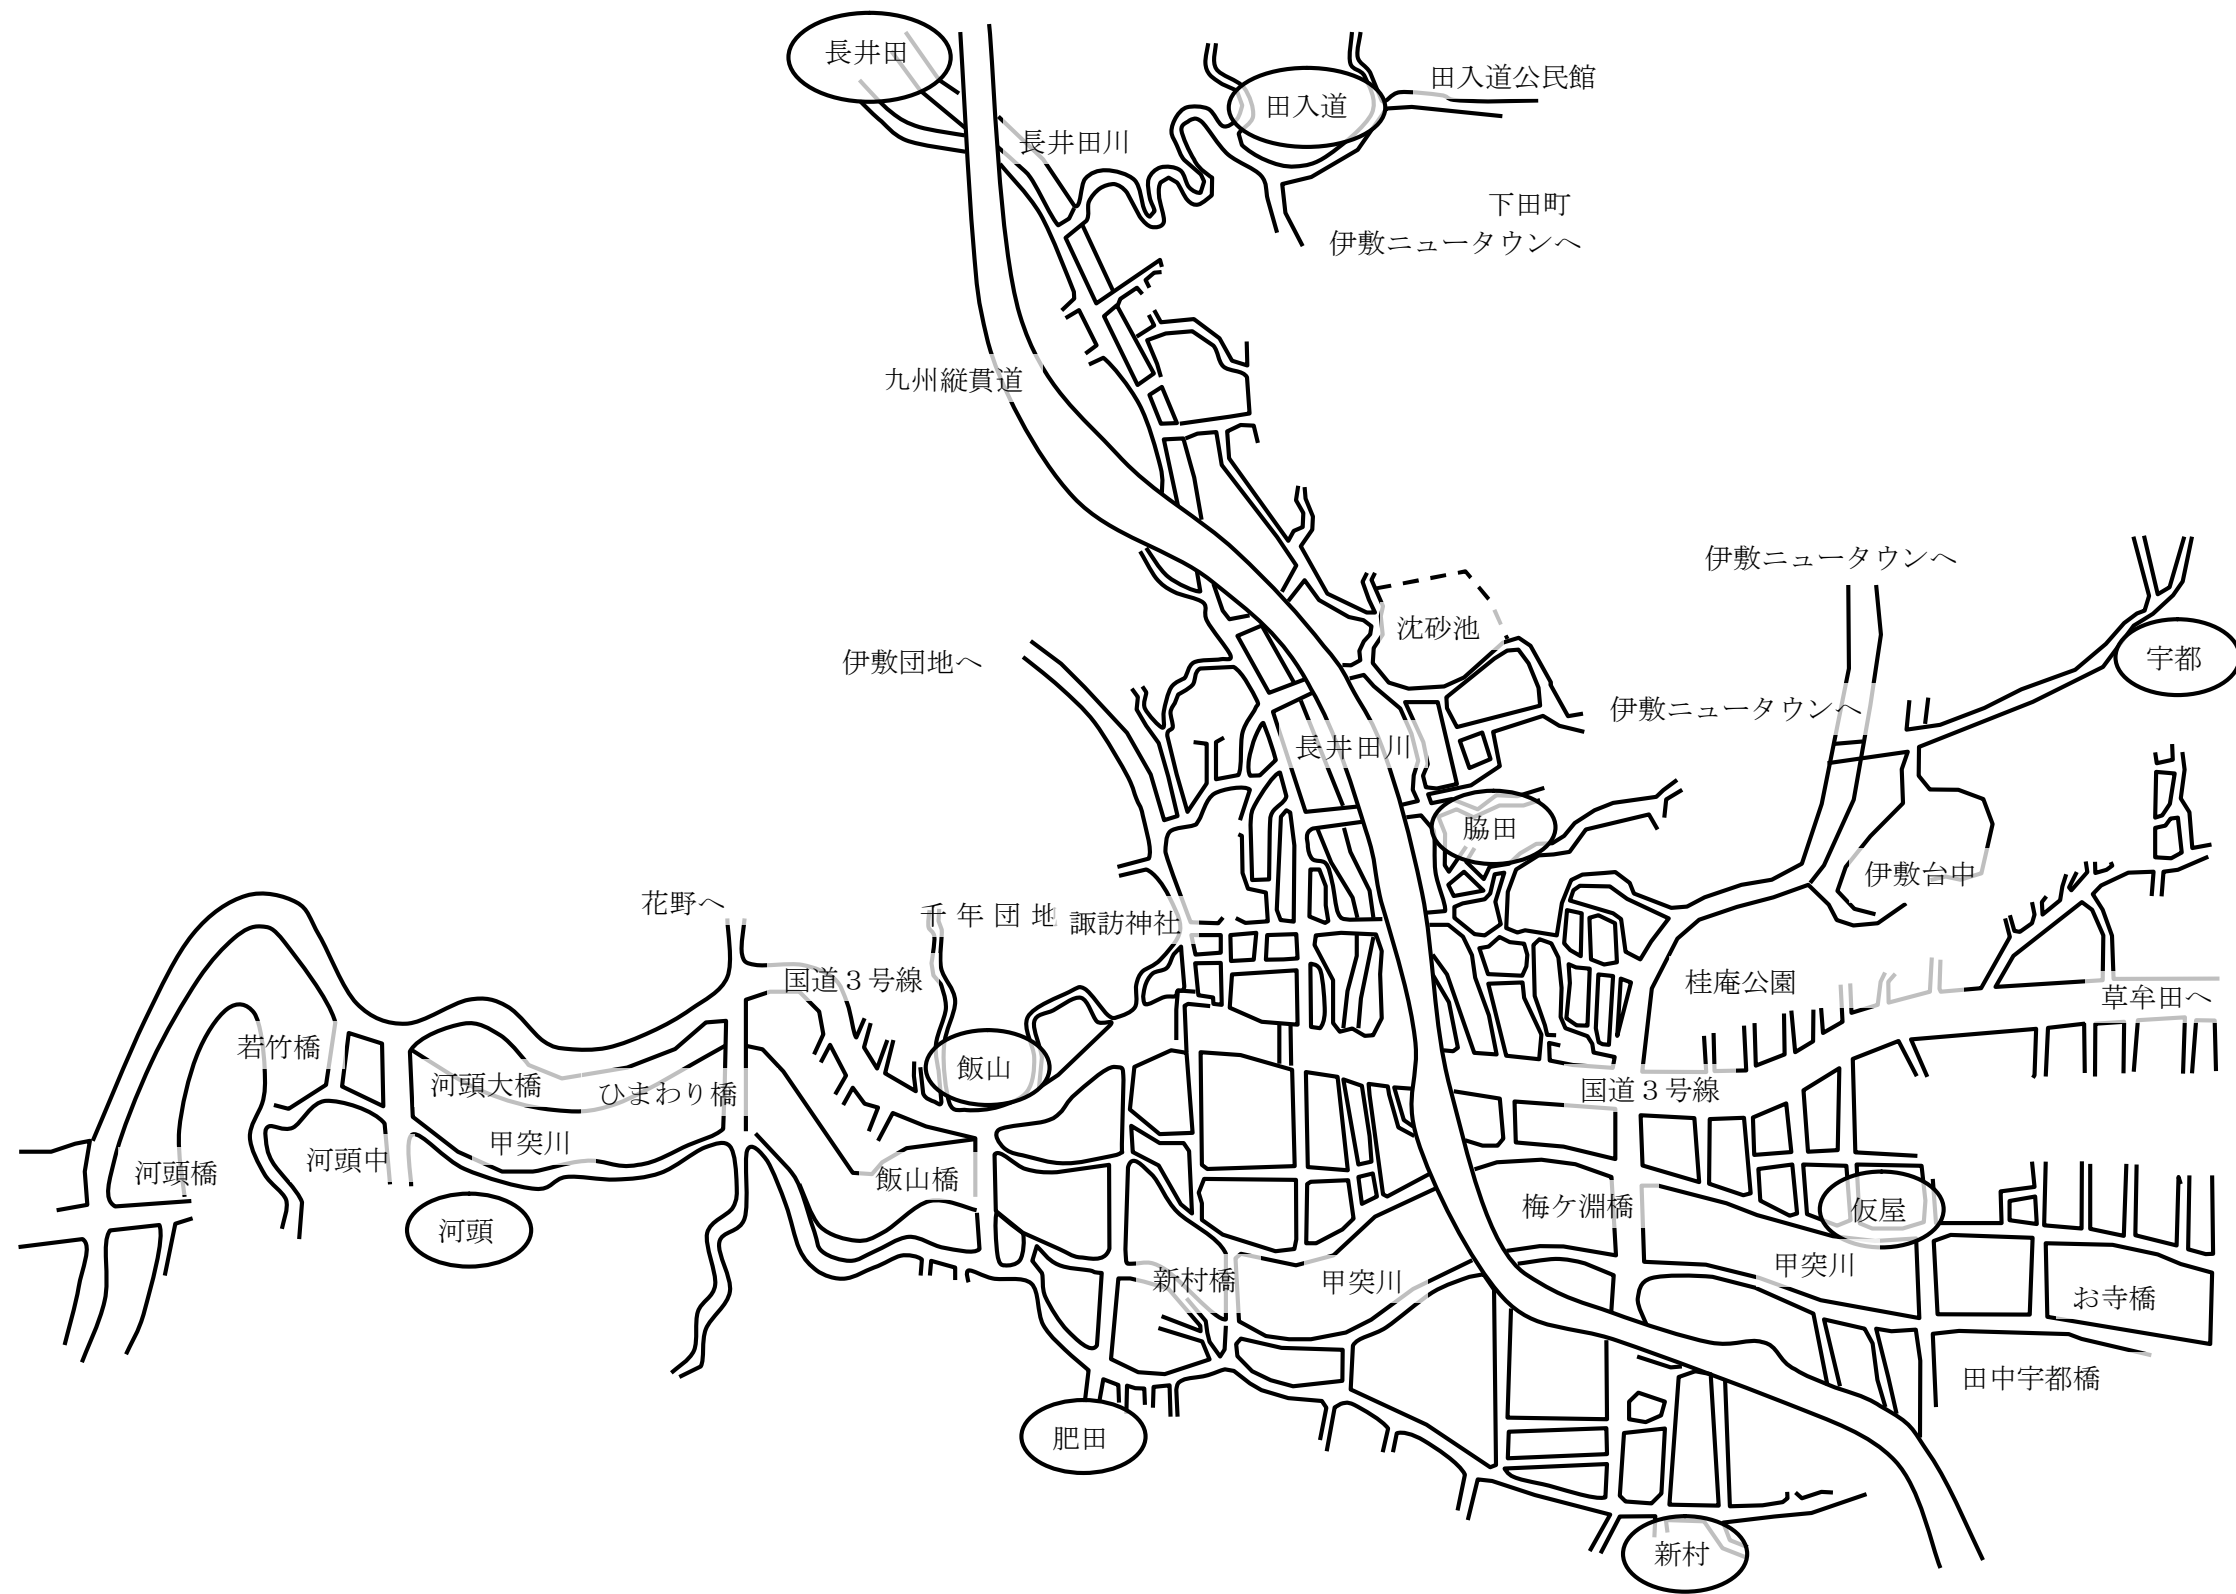 長井田
田入道公民館
田入道
長井田川
下田町
伊敷ニュータウンへ
九州縦貫道
伊敷ニュータウンへ
沈砂池
宇都
伊敷団地へ
伊敷ニュータウンへ
長井田川
脇田
伊敷台中
花野へ
千年団地
諏訪神社
国道3号線
桂庵公園
草牟田へ
若竹橋
飯山
河頭大橋
ひまわり橋
国道3号線
甲突川
河頭中
河頭橋
飯山橋
梅ケ淵橋
仮屋
河頭
甲突川
新村橋
甲突川
お寺橋
田中宇都橋
肥田
新村